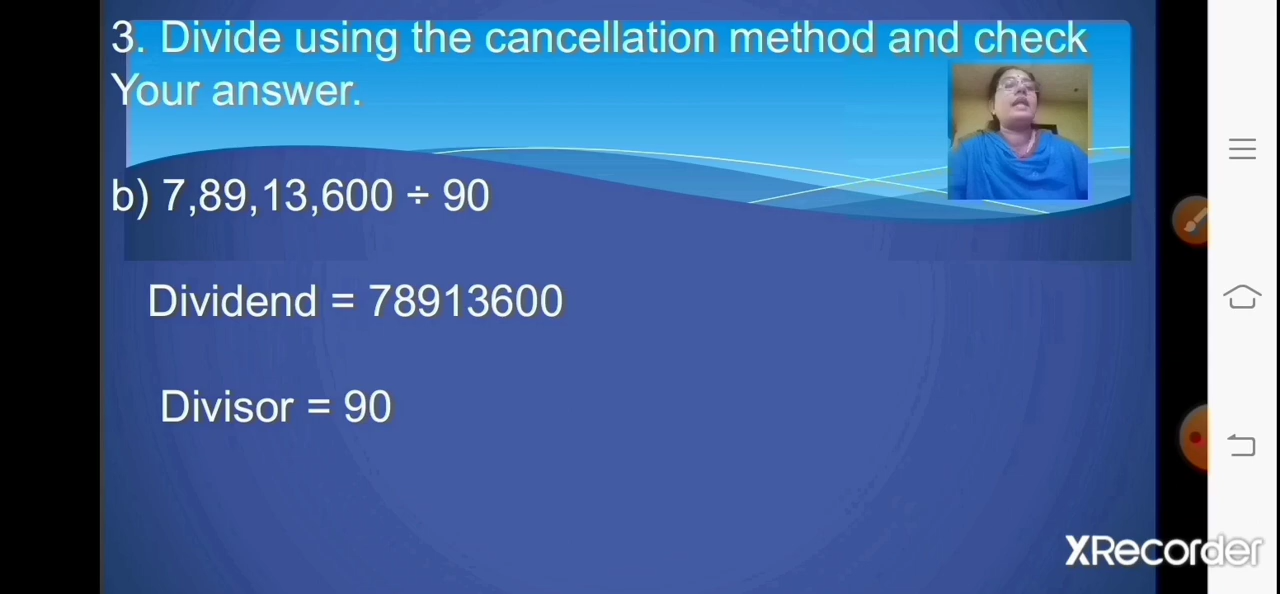 3. Divide using the cancellation method and check
Your answer.
b) 7,89,13,600 ÷ 90
Dividend = 78913600
Divisor = 90
XRecorder